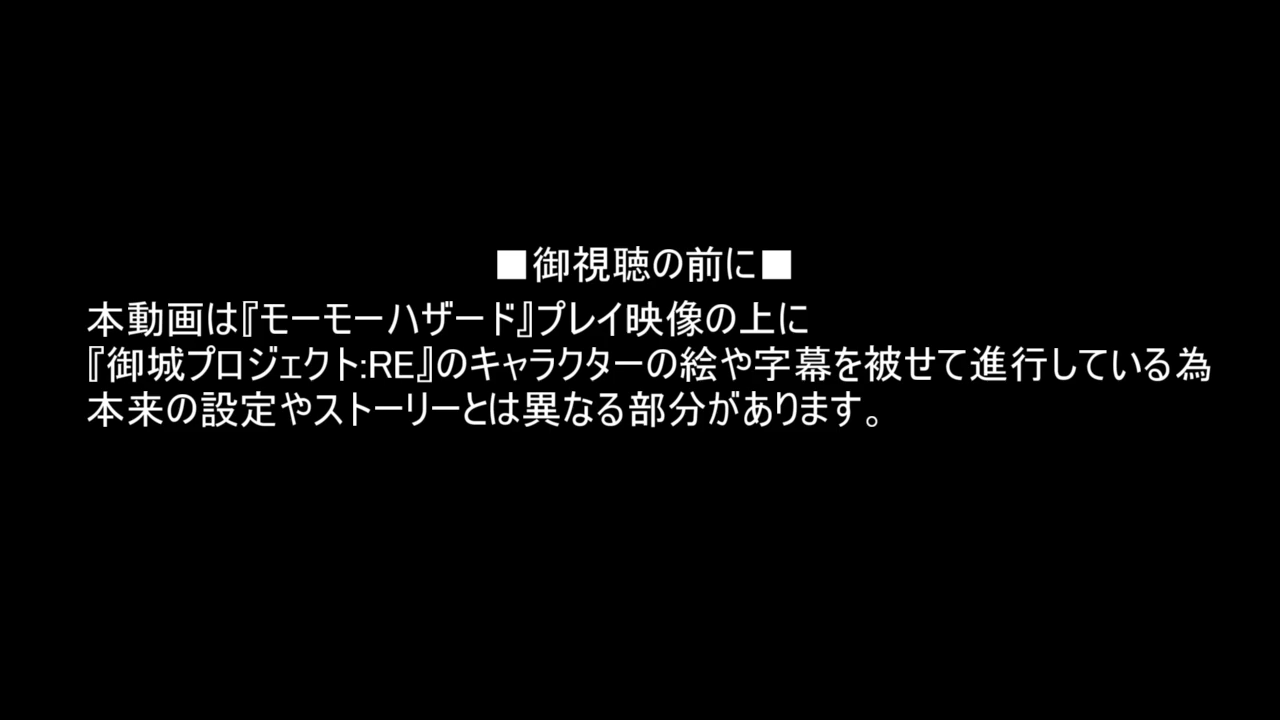 ■御視聴の前に■
本動画は『モーモーハザード』プレイ映像の上に
『御城プロジェクト:RE』のキャラクターの絵や字幕を被せて進行している為
本来の設定やストーリーとは異なる部分があります。